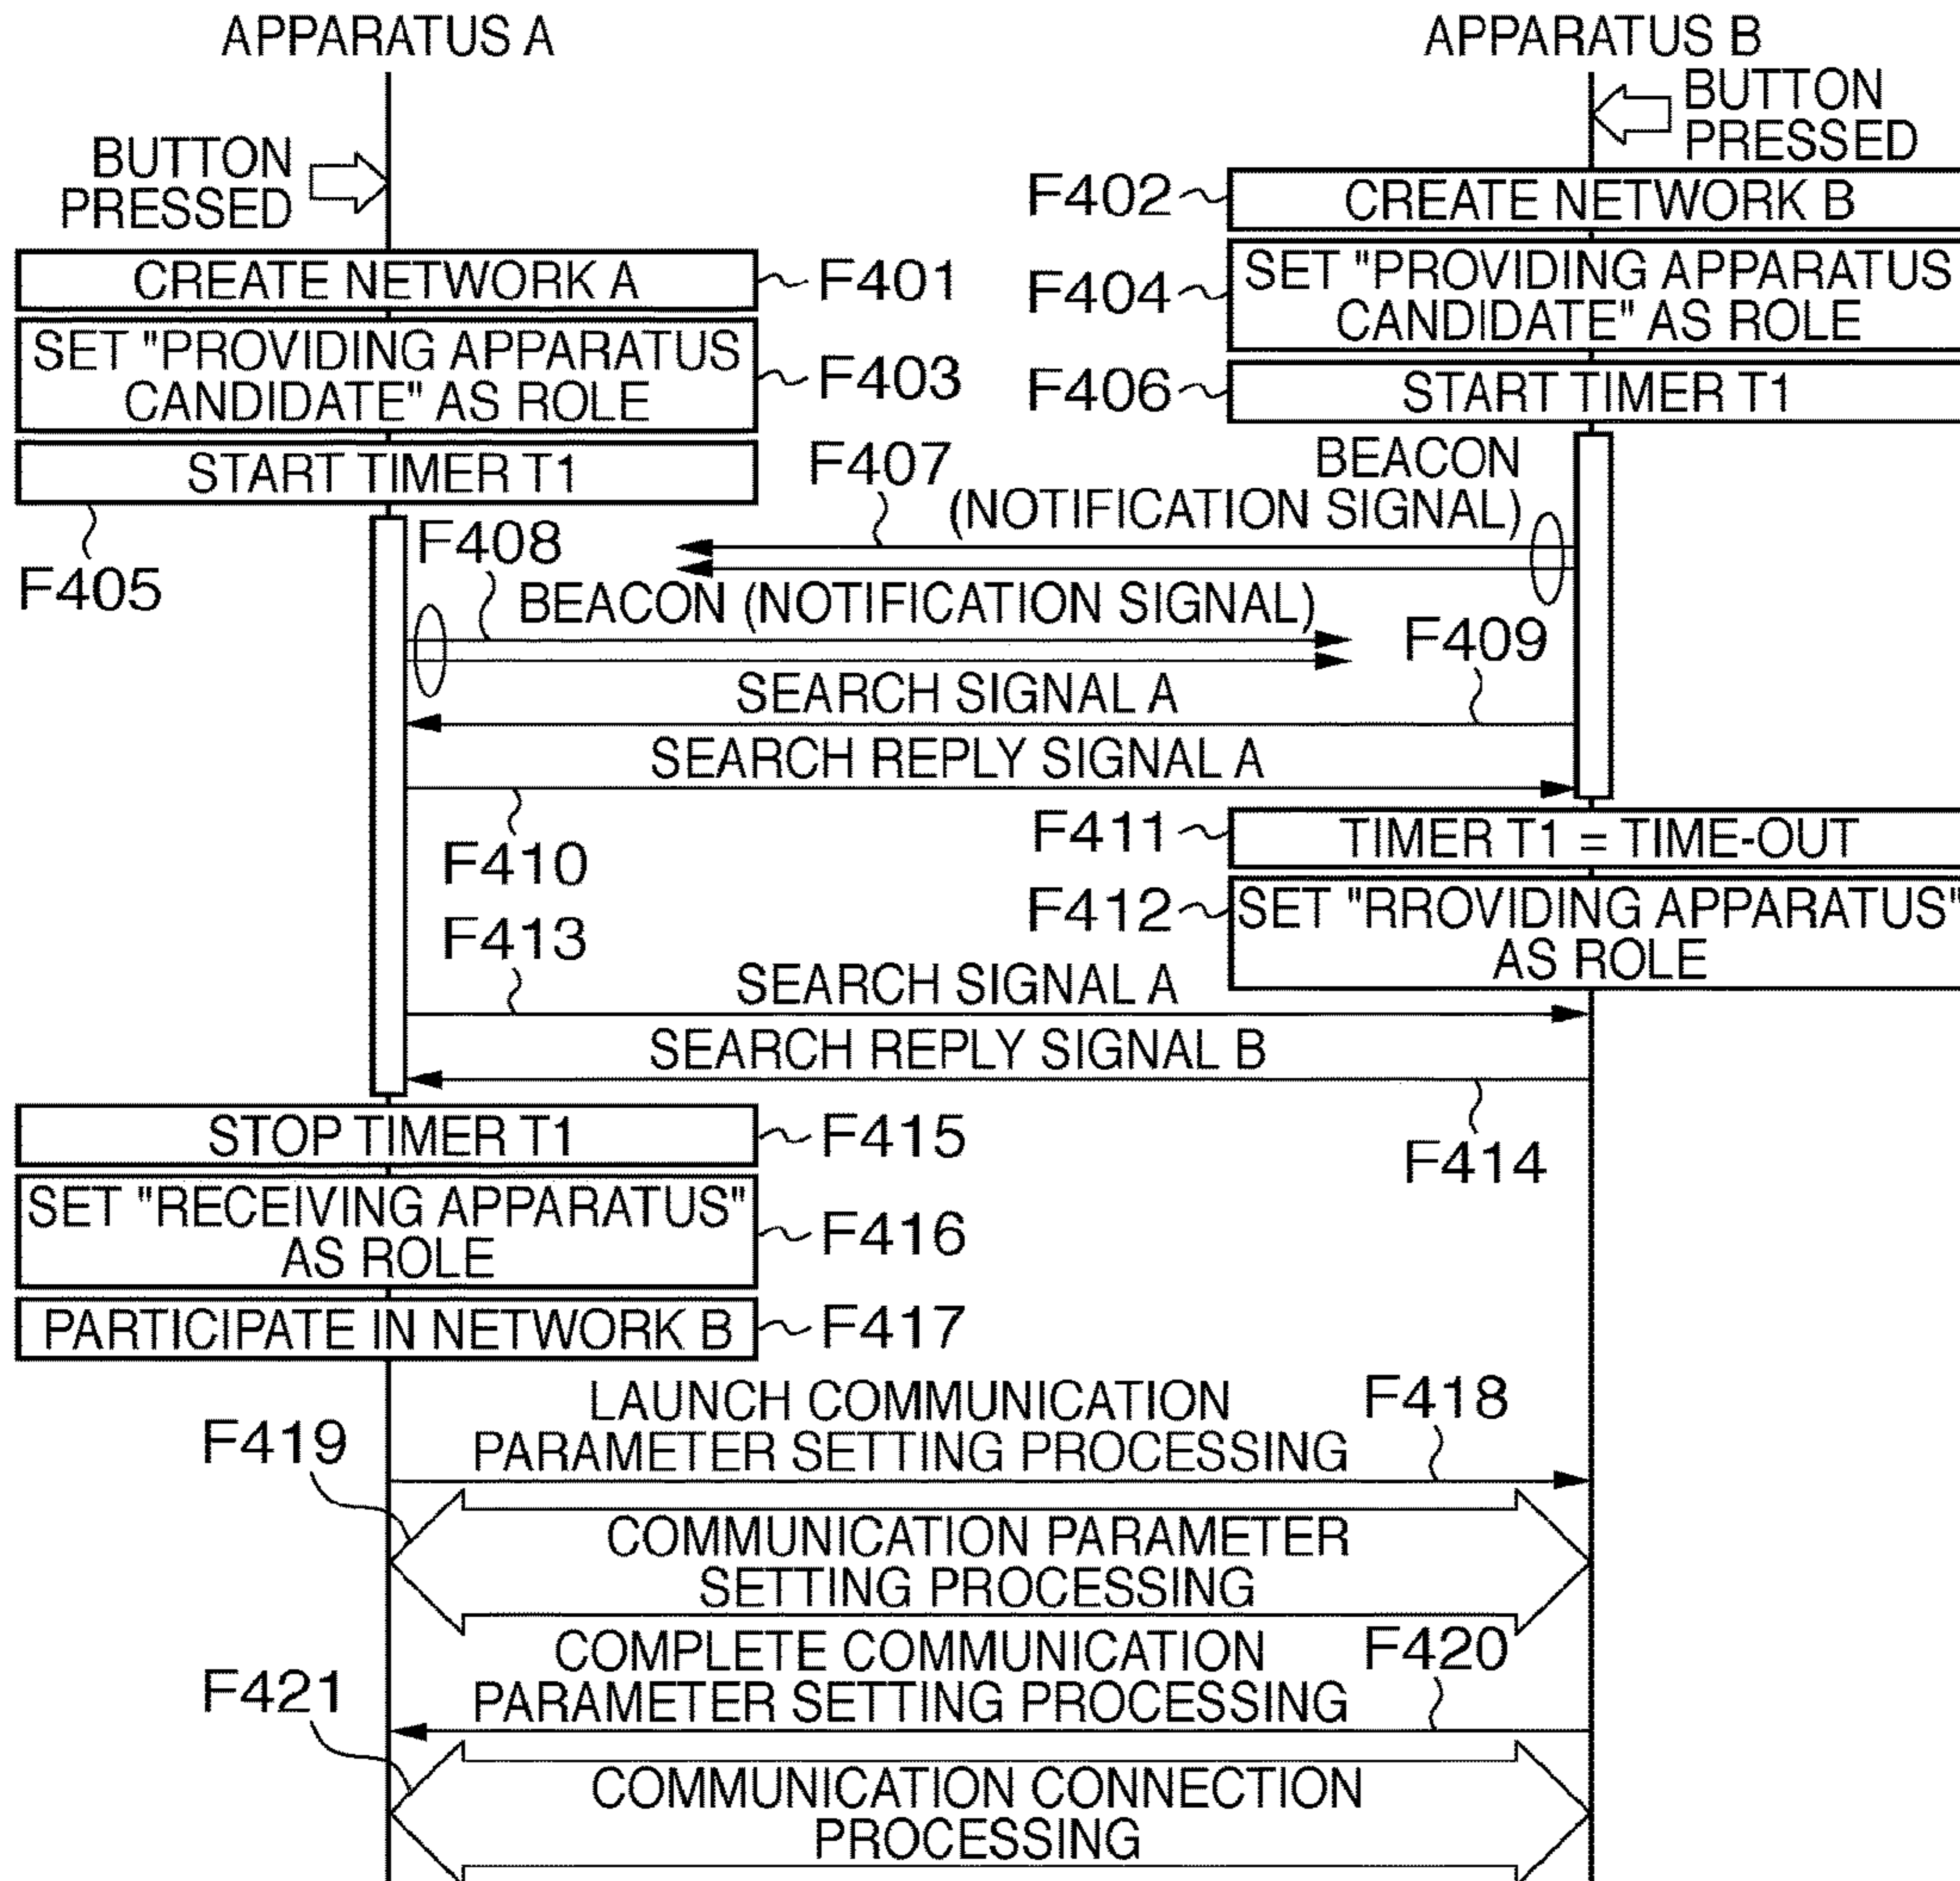 APPARATUS A
APPARATUS B
BUTTON
PRESSED
BUTTON
PRESSED
F402
CREATE NETWORK B
CREATE NETWORK A
F401
F404
SET "PROVIDING APPARATUS
CANDIDATE" AS ROLE
SET "PROVIDING APPARATUS
CANDIDATE" AS ROLE
F403
F406
START TIMER T1
START TIMER T1
F405
F407
BEACON
(NOTIFICATION SIGNAL)
F408
BEACON (NOTIFICATION SIGNAL)
F409
SEARCH SIGNAL A
SEARCH REPLY SIGNAL A
F410
F411
TIMER T1 = TIME-OUT
F412
SET "RROVIDING APPARATUS"
AS ROLE
F413
SEARCH SIGNAL A
SEARCH REPLY SIGNAL B
F414
STOP TIMER T1
F415
SET "RECEIVING APPARATUS"
AS ROLE
F416
PARTICIPATE IN NETWORK B
F417
LAUNCH COMMUNICATION
PARAMETER SETTING PROCESSING
F418
F419
COMMUNICATION PARAMETER
SETTING PROCESSING
COMPLETE COMMUNICATION
PARAMETER SETTING PROCESSING
F420
F421
COMMUNICATION CONNECTION
PROCESSING